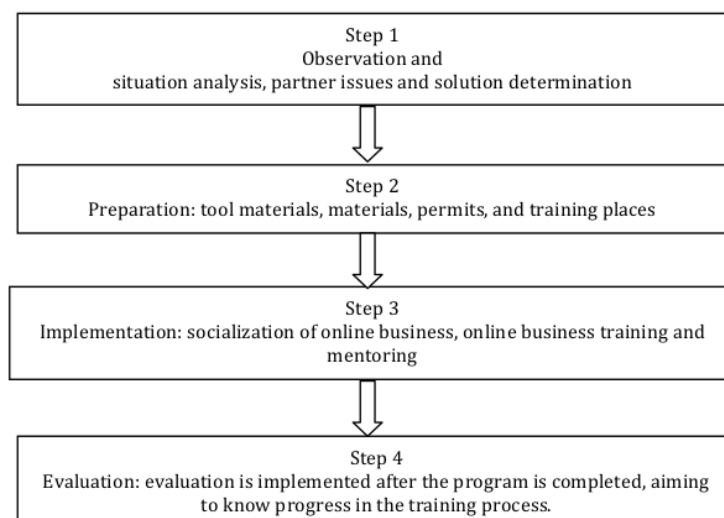 Step 1
Observation and
situation analysis, partner issues and solution determination
Step 2
Preparation: tool materials, materials, permits, and training places
Step 3
Implementation: socialization of online business, online business training and
mentoring
Step 4
Evaluation: evaluation is implemented after the program is completed, aiming
to know progress in the training process.